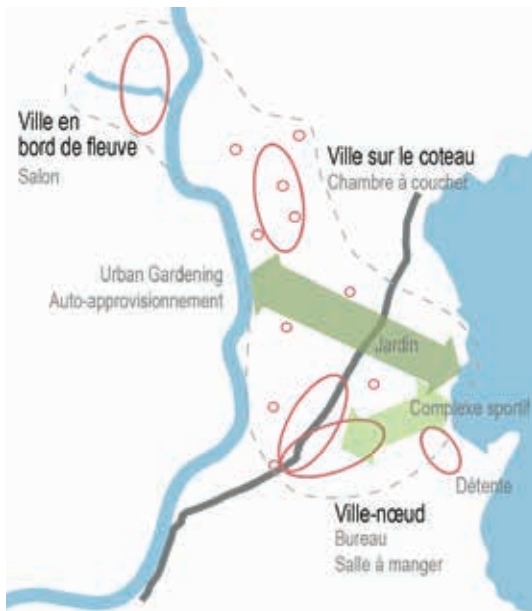 Ville en
bord de fleuve
Salon
Ville sur le coteau
Chambre à couchet
Urban Gardening
Auto-approvisionnement
Jardin
Complexe sportif
Détente
Ville-nœud
Bureau
Salle à manger